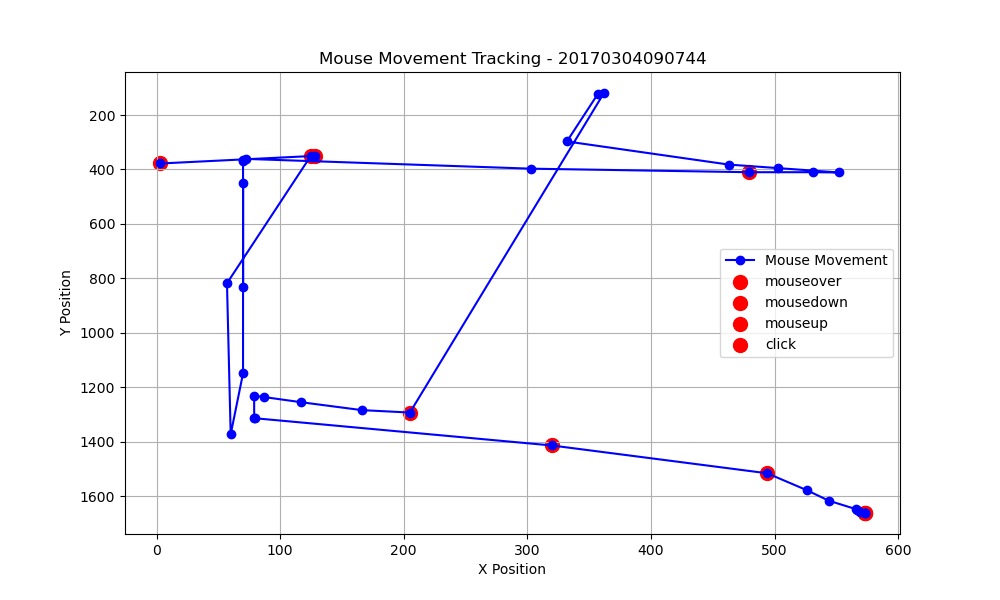 Mouse Movement Tracking - 20170304090744
200
400
600
800
1000
1200
1400
1600
Y Position
Mouse Movement
mouseover
mousedown
mouseup
click
0 100 200 300 400 500 600
X Position